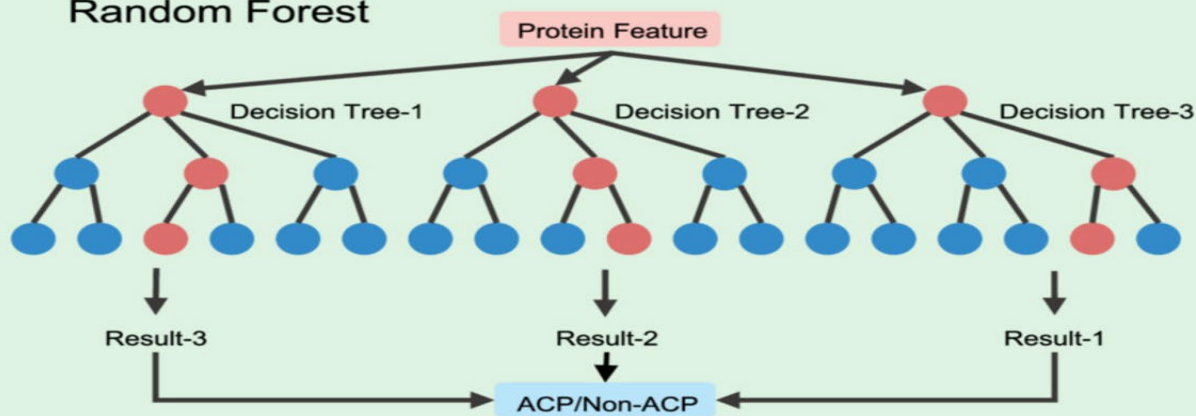 Random Forest
Protein Feature
Decision Tree-1
Decision Tree-2
Decision Tree-3
Result-3
Result-2
Result-1
ACP/Non-ACP